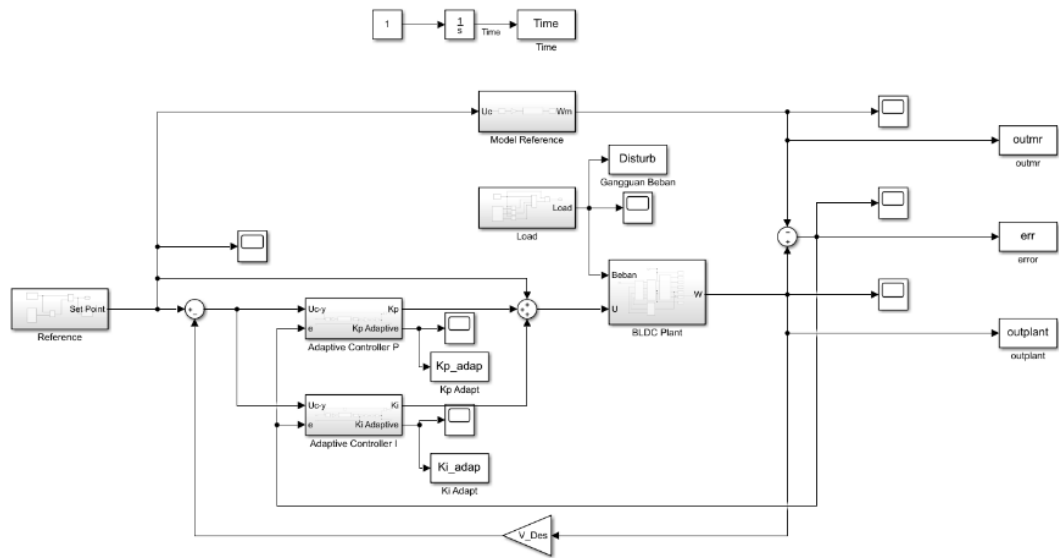 1
1
s
Time
Time
Time
Uc
Wm
Model Reference
outmr
outmr
Disturb
Gangguan Beban
Load
Load
err
error
Set Point
Reference
+
-
Uc-y
e
Kp
Kp Adaptive
Adaptive Controller P
Kp_adap
Kp Adapt
+
+
+
Beban
U
W
BLDC Plant
-
+
outplant
outplant
Uc-y
e
Ki
Ki Adaptive
Adaptive Controller I
Ki_adap
Ki Adapt
V_Des